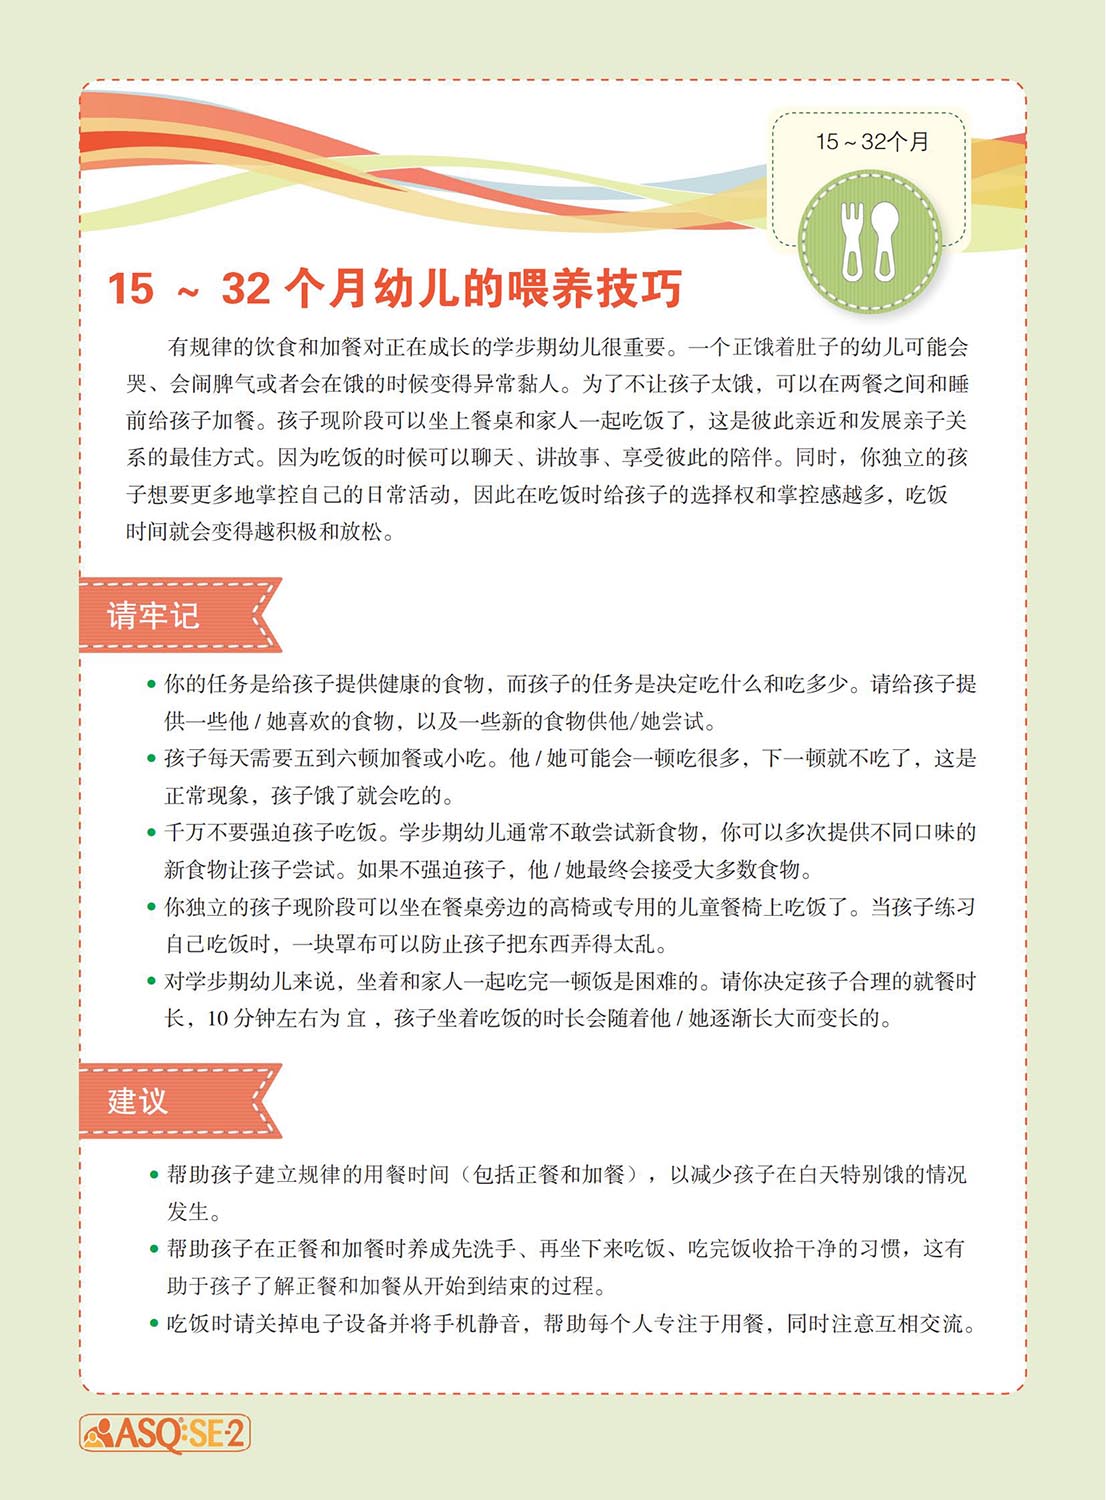 15 ~ 32个月
15 ~ 32 个月幼儿的喂养技巧
有规律的饮食和加餐对正在成长的学步期幼儿很重要。一个正饿着肚子的幼儿可能会
哭、会闹脾气或者会在饿的时候变得异常黏人。为了不让孩子太饿，可以在两餐之间和睡
前给孩子加餐。孩子现阶段可以坐上餐桌和家人一起吃饭了，这是彼此亲近和发展亲子关
系的最佳方式。因为吃饭的时候可以聊天、讲故事、享受彼此的陪伴。同时，你独立的孩
子想要更多地掌控自己的日常活动，因此在吃饭时给孩子的选择权和掌控感越多，吃饭
时间就会变得越积极和放松。
请牢记
• 你的任务是给孩子提供健康的食物，而孩子的任务是决定吃什么和吃多少。请给孩子提
供一些他 / 她喜欢的食物，以及一些新的食物供他/她尝试。
• 孩子每天需要五到六顿加餐或小吃。他 / 她可能会一顿吃很多，下一顿就不吃了，这是
正常现象，孩子饿了就会吃的。
• 千万不要强迫孩子吃饭。学步期幼儿通常不敢尝试新食物，你可以多次提供不同口味的
新食物让孩子尝试。如果不强迫孩子，他 / 她最终会接受大多数食物。
• 你独立的孩子现阶段可以坐在餐桌旁边的高椅或专用的儿童餐椅上吃饭了。当孩子练习
自己吃饭时，一块罩布可以防止孩子把东西弄得太乱。
• 对学步期幼儿来说，坐着和家人一起吃完一顿饭是困难的。请你决定孩子合理的就餐时
长，10 分钟左右为 宜 ，孩子坐着吃饭的时长会随着他 / 她逐渐长大而变长的。
建议
• 帮助孩子建立规律的用餐时间（包括正餐和加餐），以减少孩子在白天特别饿的情况
发生。
• 帮助孩子在正餐和加餐时养成先洗手、再坐下来吃饭、吃完饭收拾干净的习惯，这有
助于孩子了解正餐和加餐从开始到结束的过程。
• 吃饭时请关掉电子设备并将手机静音，帮助每个人专注于用餐，同时注意互相交流。
ASQ:SE-2